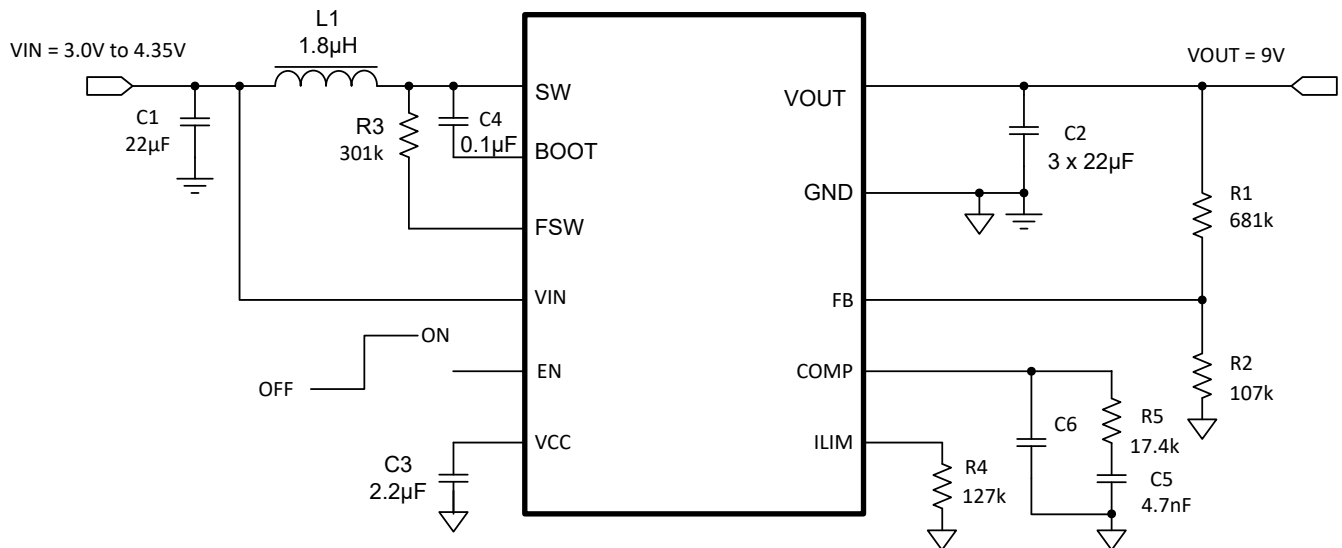 L1
1.8µH
VIN = 3.0V to 4.35V
VOUT = 9V
C1
22µF
R3
301k
C4
0.1µF
SW
BOOT
FSW
VIN
EN
VCC
VOUT
GND
FB
COMP
ILIM
C2
3 x 22µF
R1
681k
R2
107k
ON
OFF
C3
2.2µF
C6
R5
17.4k
C5
4.7nF
R4
127k